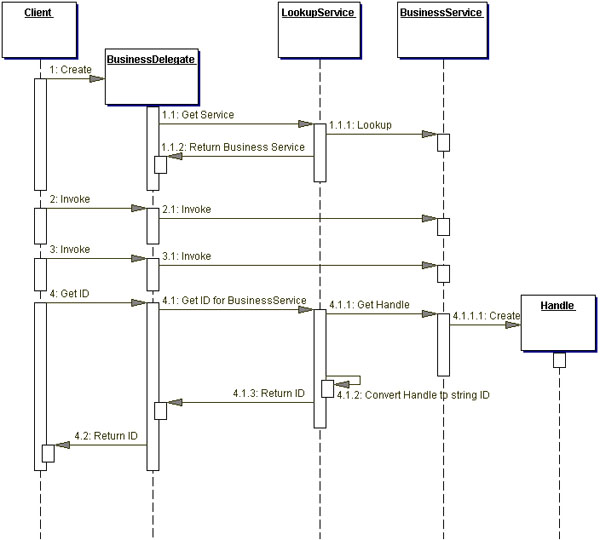 Client
LookupService
BusinessService
BusinessDelegate
1: Create
1.1: Get Service
1.1.1: Lookup
1.1.2: Return Business Service
2: Invoke
2.1: Invoke
3: Invoke
3.1: Invoke
4: Get ID
4.1: Get ID for BusinessService
4.1.1: Get Handle
4.1.1.1: Create
Handle
4.1.2: Convert Handle tp string ID
4.1.3: Return ID
4.2: Return ID